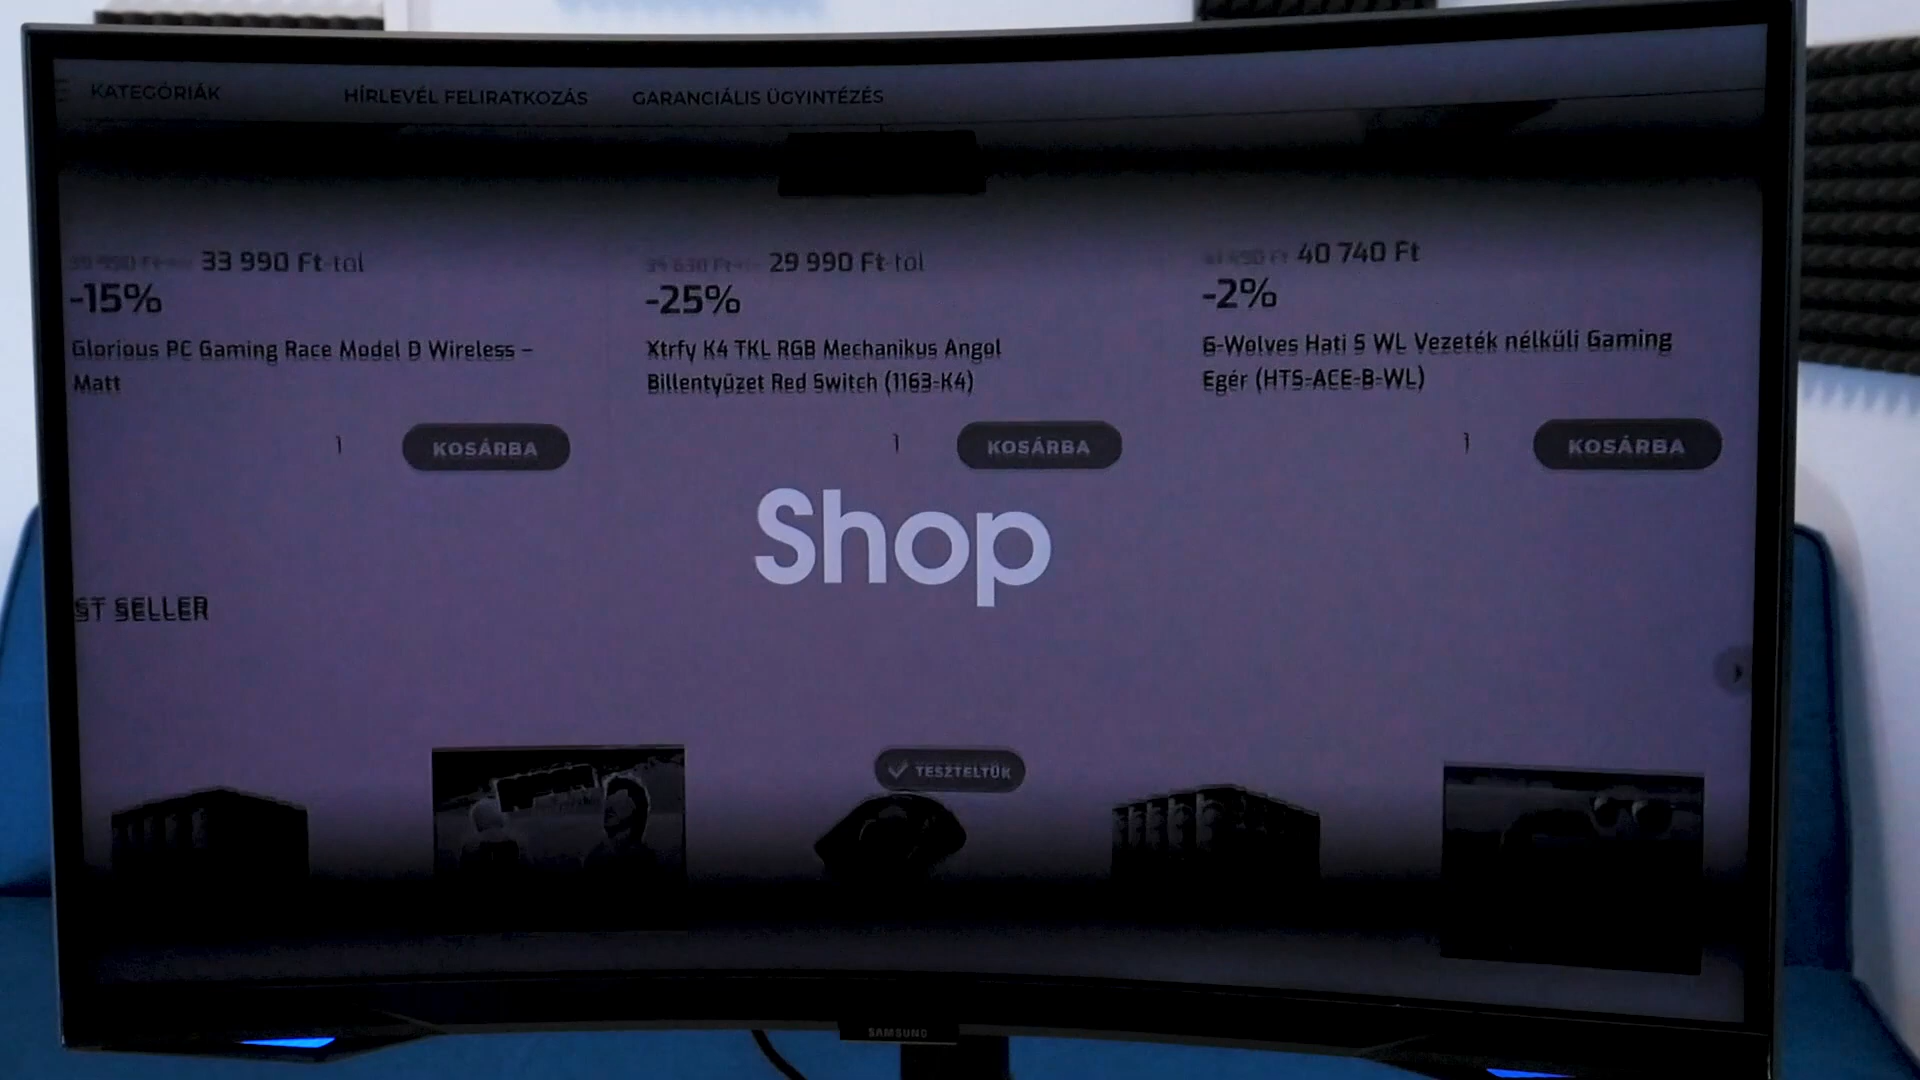 KATEGÓRIÁK HÍRLEVÉL FELIRATKOZÁS GARANCIÁLIS ÜGYINTÉZÉS
33 990 Ft-tól
-15%
Glorious PC Gaming Race Model D Wireless –
Matt
1 KOSÁRBA
29 990 Ft-tól
-25%
Xtrfy K4 TKL RGB Mechanikus Angol
Billentyűzet Red Switch (1163-K4)
1 KOSÁRBA
40 740 Ft
-2%
G-Wolves Hati S WL Vezeték nélküli Gaming
Egér (HTS-ACE-B-WL)
1 KOSÁRBA
Shop
ST SELLER
TESZTELTÜK
SAMSUNG